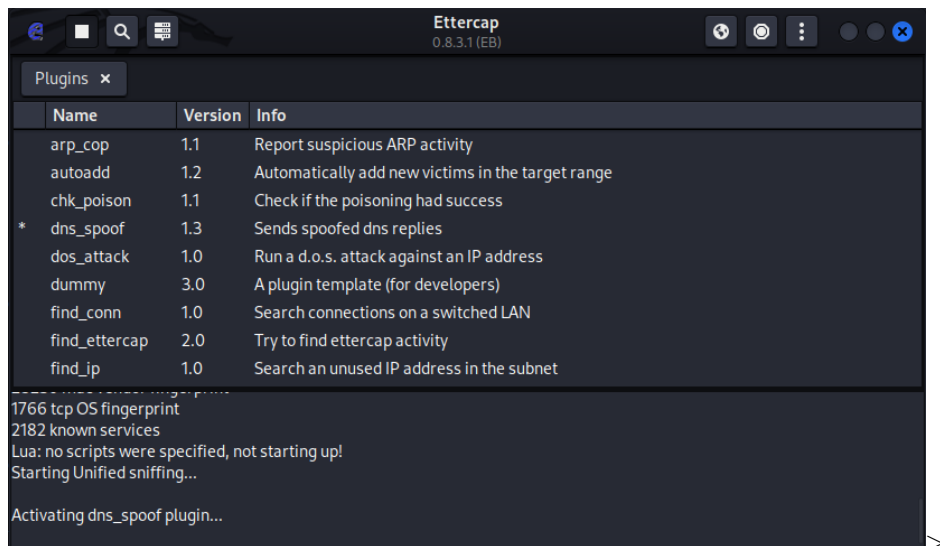 Ettercap
0.8.3.1 (EB)
Plugins ×
Name Version Info
arp_cop 1.1 Report suspicious ARP activity
autoadd 1.2 Automatically add new victims in the target range
chk_poison 1.1 Check if the poisoning had success
* dns_spoof 1.3 Sends spoofed dns replies
dos_attack 1.0 Run a d.o.s. attack against an IP address
dummy 3.0 A plugin template (for developers)
find_conn 1.0 Search connections on a switched LAN
find_ettercap 2.0 Try to find ettercap activity
find_ip 1.0 Search an unused IP address in the subnet
1766 tcp OS fingerprint
2182 known services
Lua: no scripts were specified, not starting up!
Starting Unified sniffing...
Activating dns_spoof plugin...
>